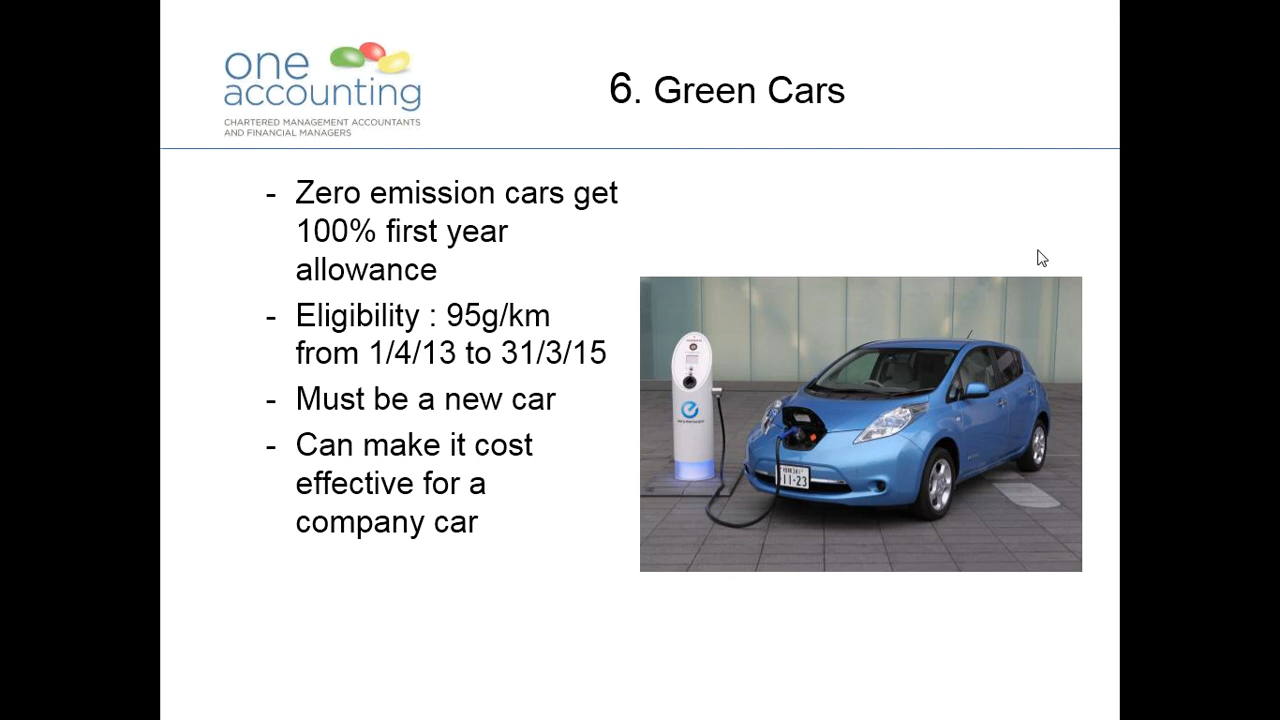 one
accounting
CHARTERED MANAGEMENT ACCOUNTANTS
AND FINANCIAL MANAGERS
6. Green Cars
- Zero emission cars get
100% first year
allowance
- Eligibility : 95g/km
from 1/4/13 to 31/3/15
- Must be a new car
- Can make it cost
effective for a
company car
11-23